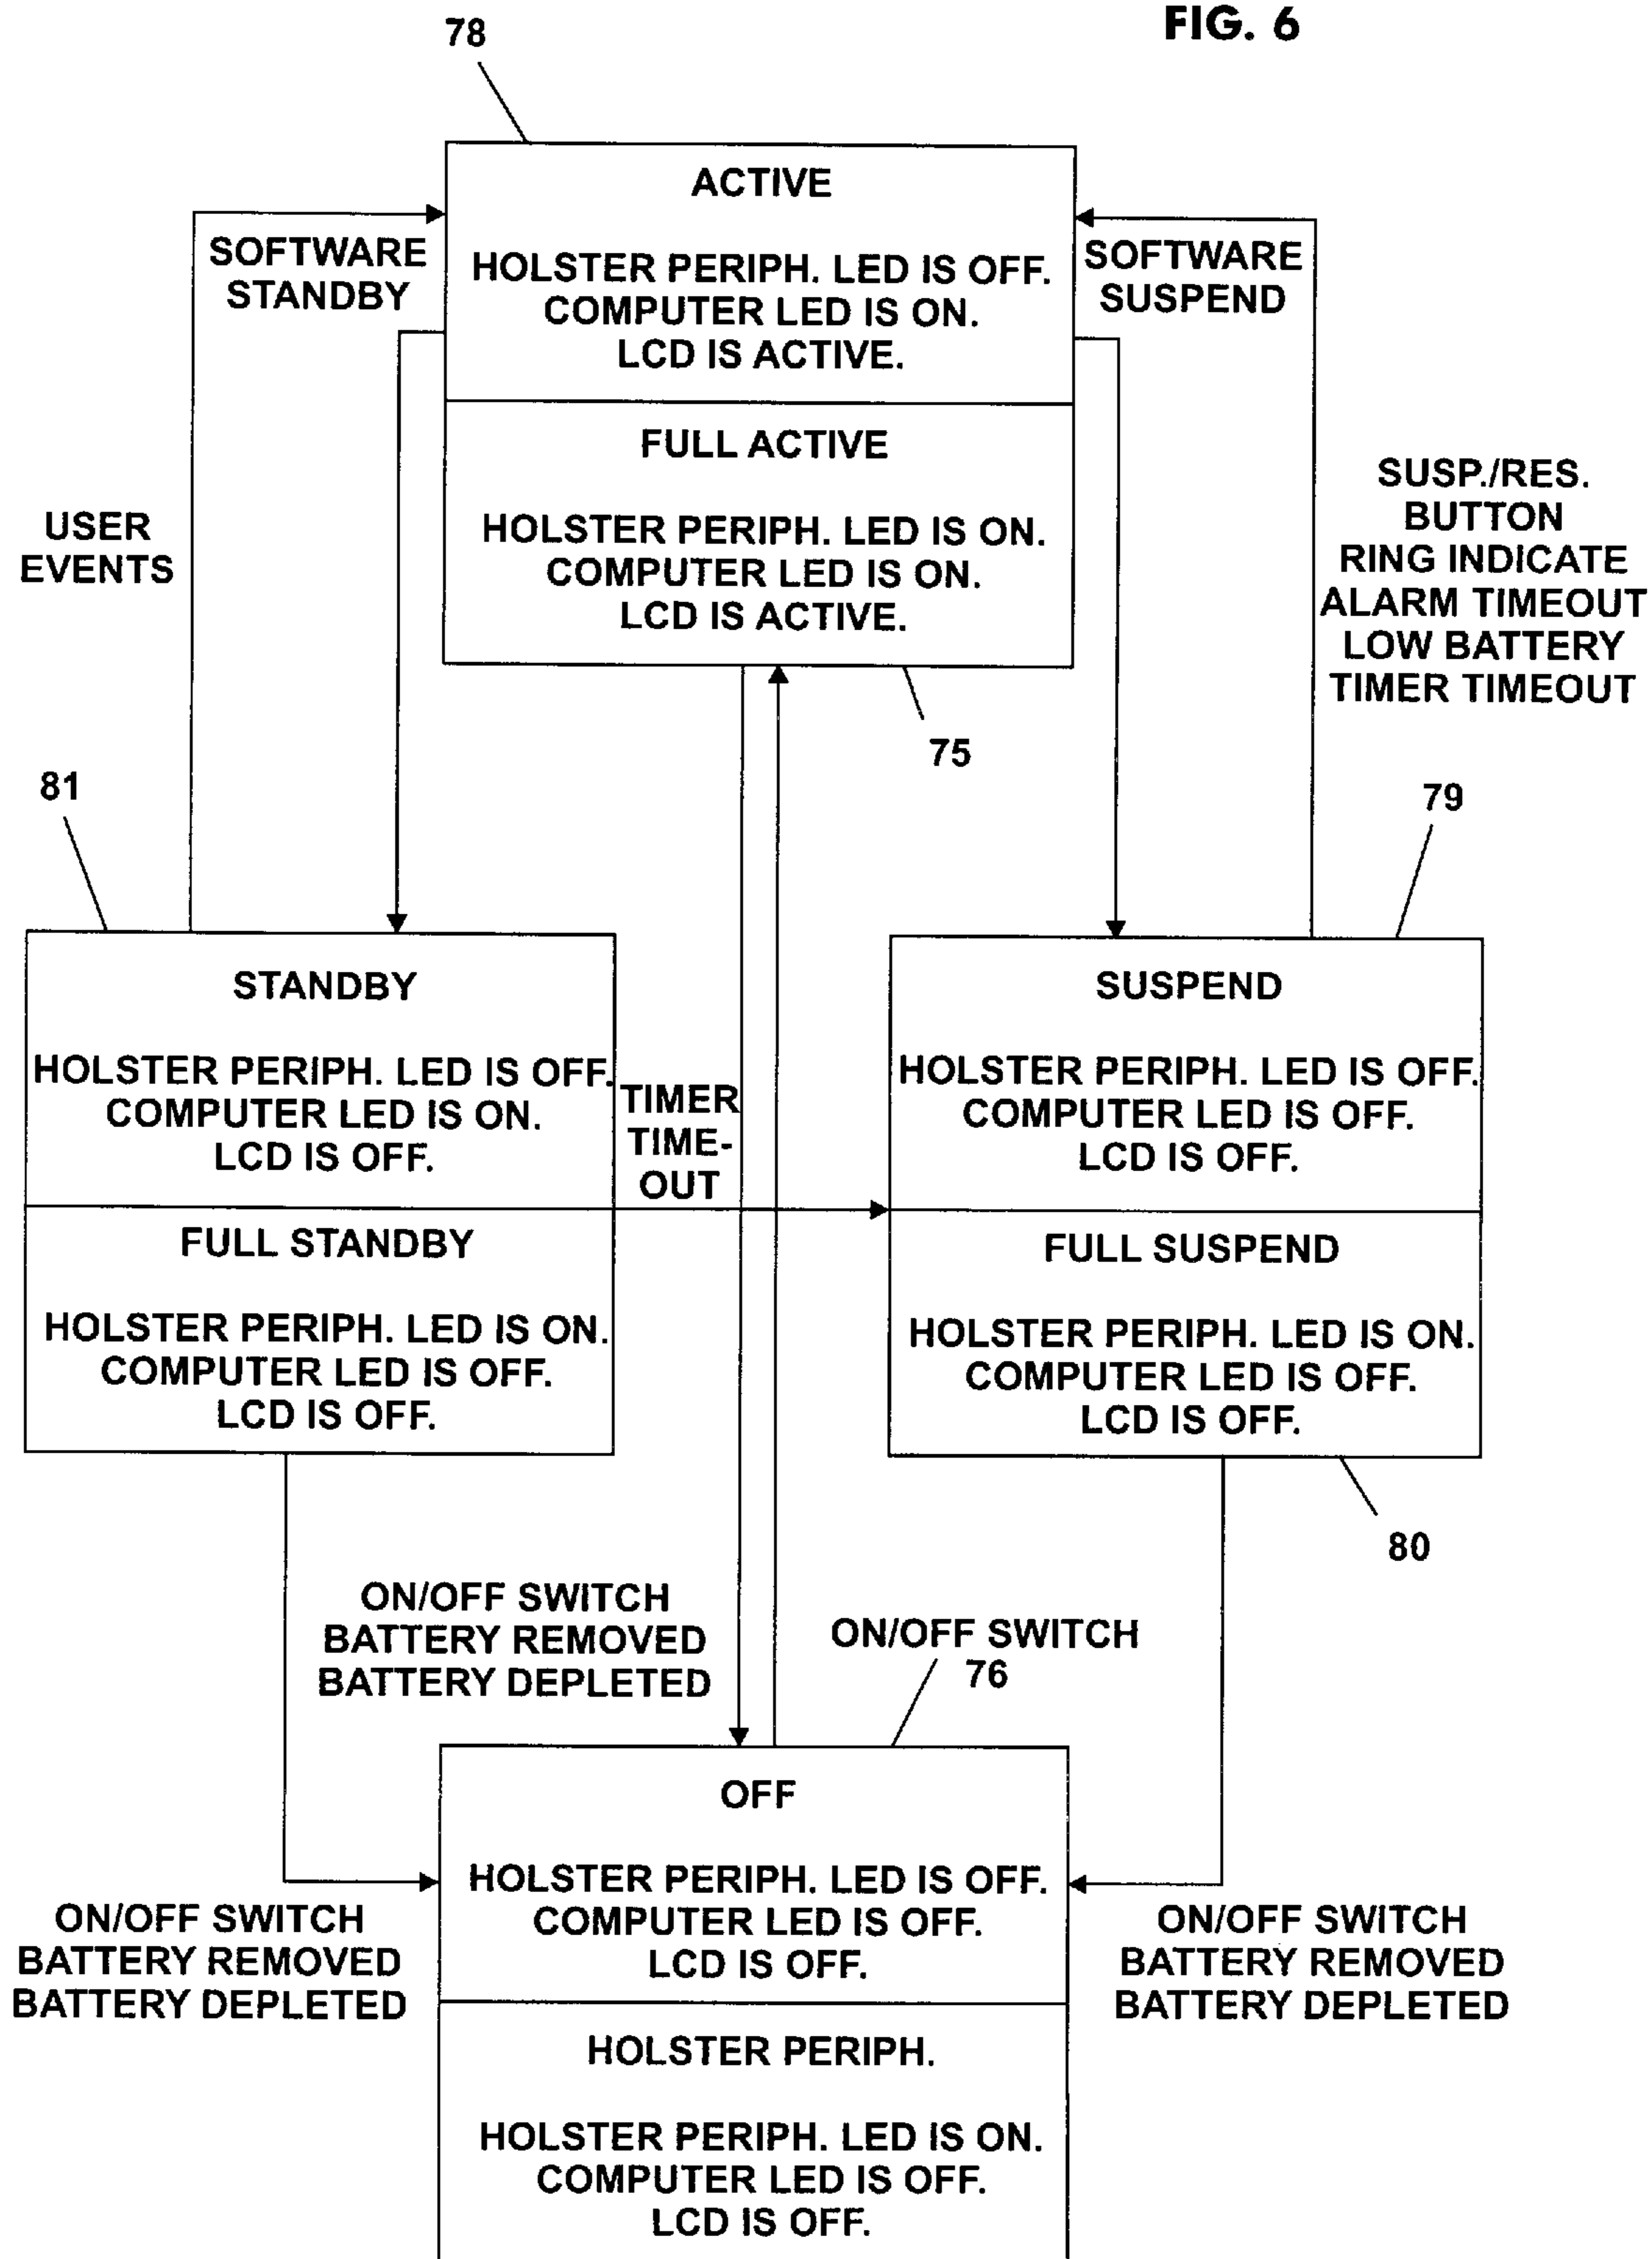 FIG. 6
78
ACTIVE
HOLSTER PERIPH. LED IS OFF.
COMPUTER LED IS ON.
LCD IS ACTIVE.
SOFTWARE
STANDBY
SOFTWARE
SUSPEND
FULL ACTIVE
HOLSTER PERIPH. LED IS ON.
COMPUTER LED IS ON.
LCD IS ACTIVE.
USER
EVENTS
SUSP./RES.
BUTTON
RING INDICATE
ALARM TIMEOUT
LOW BATTERY
TIMER TIMEOUT
75
81
79
STANDBY
HOLSTER PERIPH. LED IS OFF.
COMPUTER LED IS ON.
LCD IS OFF.
TIMER
TIME-
OUT
SUSPEND
HOLSTER PERIPH. LED IS OFF.
COMPUTER LED IS OFF.
LCD IS OFF.
FULL STANDBY
HOLSTER PERIPH. LED IS ON.
COMPUTER LED IS OFF.
LCD IS OFF.
FULL SUSPEND
HOLSTER PERIPH. LED IS ON.
COMPUTER LED IS OFF.
LCD IS OFF.
80
ON/OFF SWITCH
BATTERY REMOVED
BATTERY DEPLETED
ON/OFF SWITCH
76
OFF
HOLSTER PERIPH. LED IS OFF.
COMPUTER LED IS OFF.
LCD IS OFF.
ON/OFF SWITCH
BATTERY REMOVED
BATTERY DEPLETED
ON/OFF SWITCH
BATTERY REMOVED
BATTERY DEPLETED
HOLSTER PERIPH.
HOLSTER PERIPH. LED IS ON.
COMPUTER LED IS OFF.
LCD IS OFF.